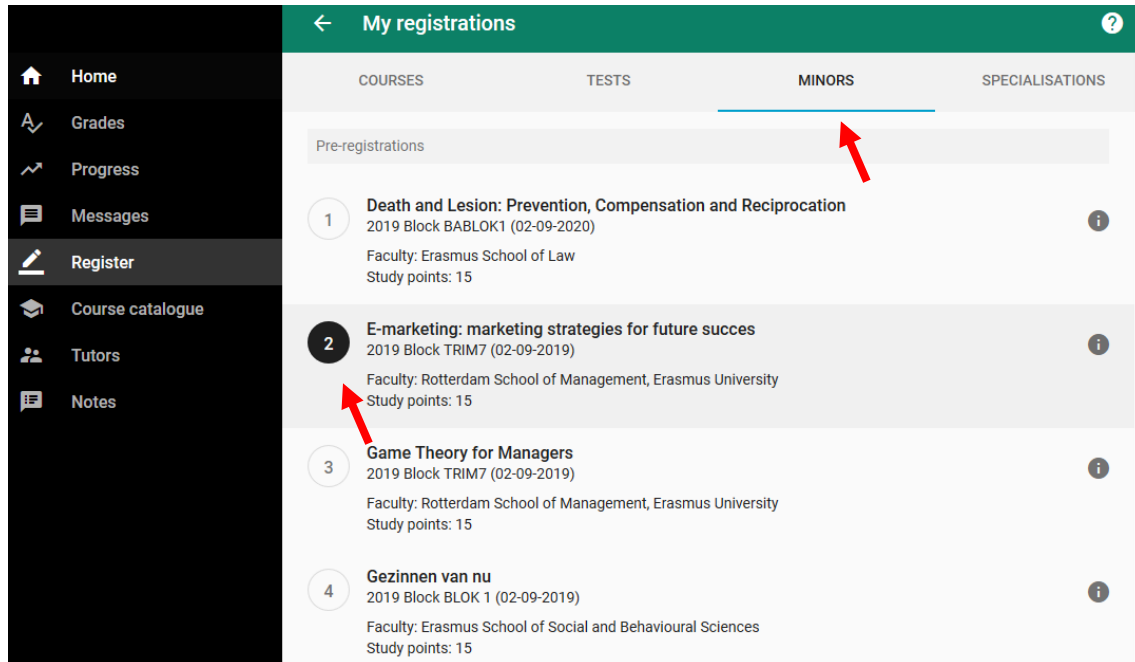 My registrations
?
Home
Grades
Progress
Messages
Register
Course catalogue
Tutors
Notes
COURSES
TESTS
MINORS
SPECIALISATIONS
Pre-registrations
1
Death and Lesion: Prevention, Compensation and Reciprocation
2019 Block BABLOK1 (02-09-2020)
Faculty: Erasmus School of Law
Study points: 15
2
E-marketing: marketing strategies for future succes
2019 Block TRIM7 (02-09-2019)
Faculty: Rotterdam School of Management, Erasmus University
Study points: 15
3
Game Theory for Managers
2019 Block TRIM7 (02-09-2019)
Faculty: Rotterdam School of Management, Erasmus University
Study points: 15
4
Gezinnen van nu
2019 Block BLOK 1 (02-09-2019)
Faculty: Erasmus School of Social and Behavioural Sciences
Study points: 15